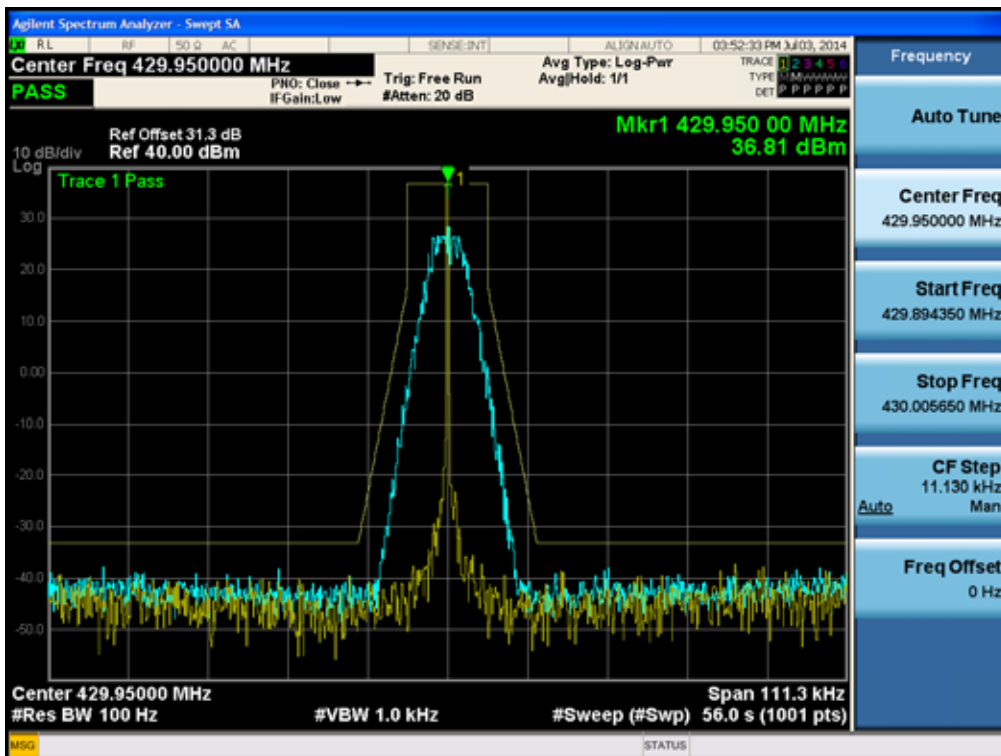 Agilent Spectrum Analyzer - Swept SA
RL RF 50 Ω AC SENSE:INT ALIGN AUTO 03:52:33 PM Jul 03, 2014
Center Freq 429.950000 MHz
PASS
PNO: Close
IFGain:Low
Trig: Free Run
#Atten: 20 dB
Avg Type: Log-Pwr
Avg|Hold: 1/1
TRACE 1 2 3 4 5 6
TYPE
DET P P P P P P
Ref Offset 31.3 dB
10 dB/div Ref 40.00 dBm
Log
Mkr1 429.950 00 MHz
36.81 dBm
Trace 1 Pass
1
30.0
20.0
10.0
0.00
-10.0
-20.0
-30.0
-40.0
-50.0
Center 429.95000 MHz Span 111.3 kHz
#Res BW 100 Hz #VBW 1.0 kHz #Sweep (#Swp) 56.0 s (1001 pts)
MSG STATUS
Frequency
Auto Tune
Center Freq
429.950000 MHz
Start Freq
429.894350 MHz
Stop Freq
430.005650 MHz
CF Step
11.130 kHz
Auto Man
Freq Offset
0 Hz